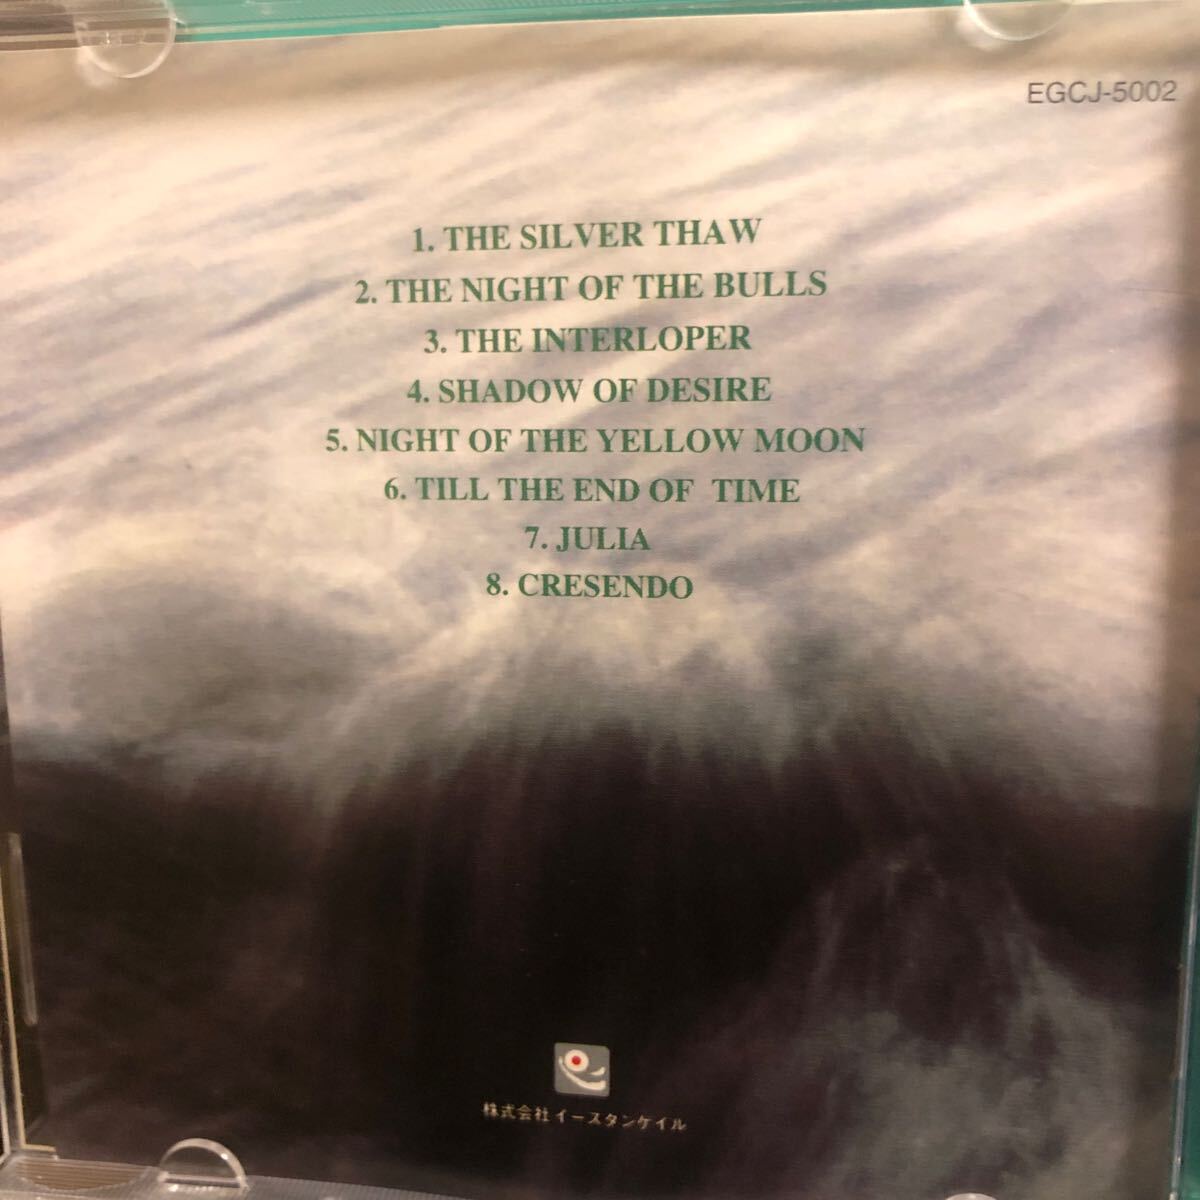 EGCJ-5002
1. THE SILVER THAW
2. THE NIGHT OF THE BULLS
3. THE INTERLOPER
4. SHADOW OF DESIRE
5. NIGHT OF THE YELLOW MOON
6. TILL THE END OF TIME
7. JULIA
8. CRESENDO
株式会社 イースタンゲイル